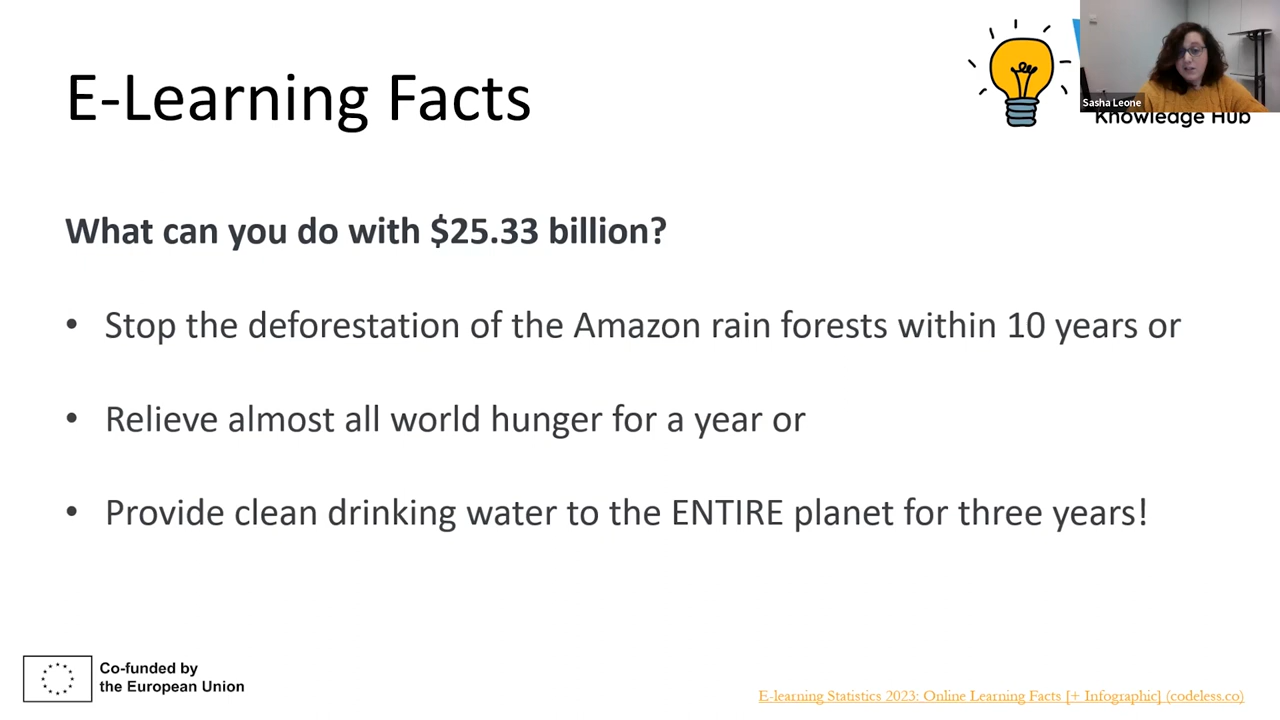 E-Learning Facts
Sasha Leone
Knowledge Hub
What can you do with $25.33 billion?
• Stop the deforestation of the Amazon rain forests within 10 years or
• Relieve almost all world hunger for a year or
• Provide clean drinking water to the ENTIRE planet for three years!
Co-funded by
the European Union
E-learning Statistics 2023: Online Learning Facts [+ Infographic] (codeless.co)